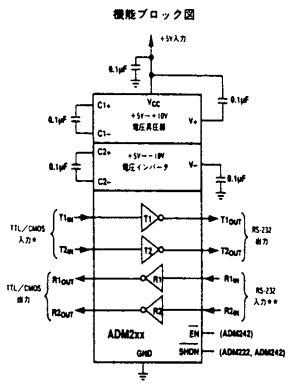 機能ブロック図
+5V入力
0.1μF
0.1μF
C1+
VCC
0.1μF
+5V→+10V
電圧昇圧器
C1-
V+
C2+
0.1μF
+5V→-10V
電圧インバータ
V-
C2-
0.1μF
TTL/CMOS
入力*
T1IN
T1
T1OUT
RS-232
出力
T2IN
T2
T2OUT
TTL/CMOS
出力
R1OUT
R1
R1IN
RS-232
入力**
R2OUT
R2
R2IN
ADM2xx
EN
(ADM242)
GND
SHDN
(ADM222, ADM242)